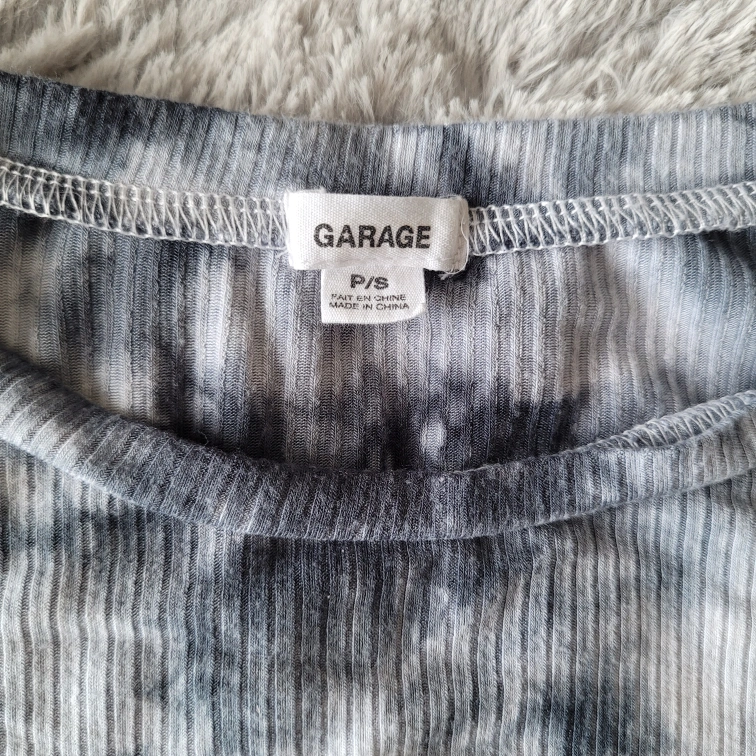 GARAGE
P/S
FAIT EN CHINE
MADE IN CHINA